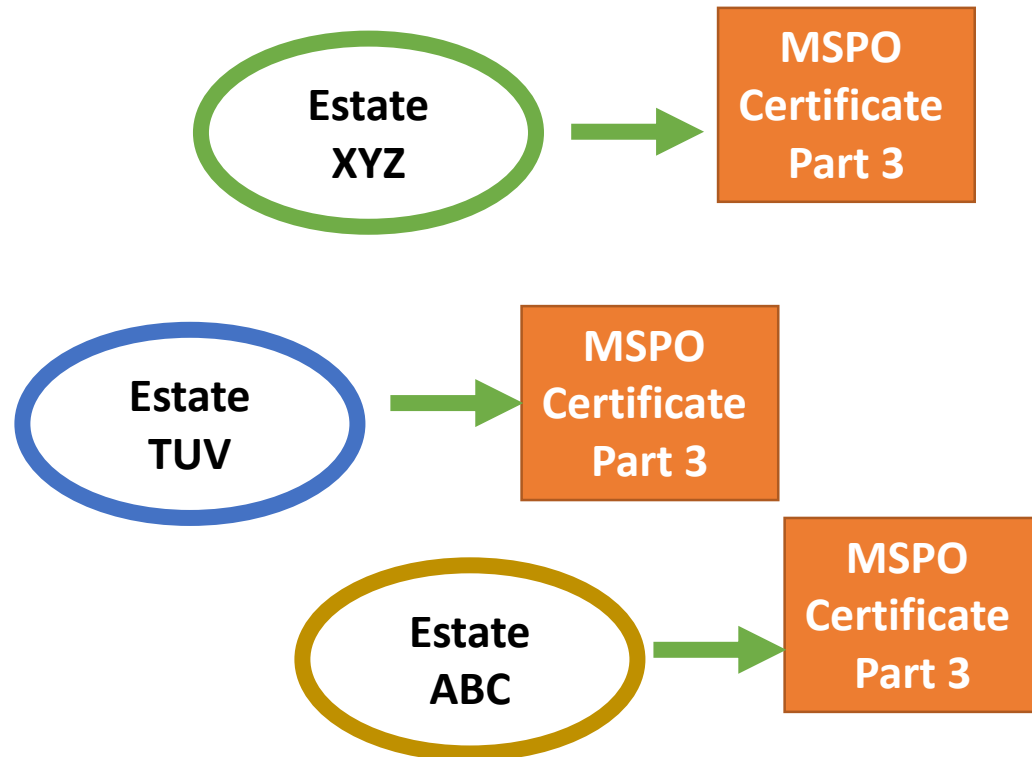 Estate
XYZ
MSPO
Certificate
Part 3
Estate
TUV
MSPO
Certificate
Part 3
Estate
ABC
MSPO
Certificate
Part 3